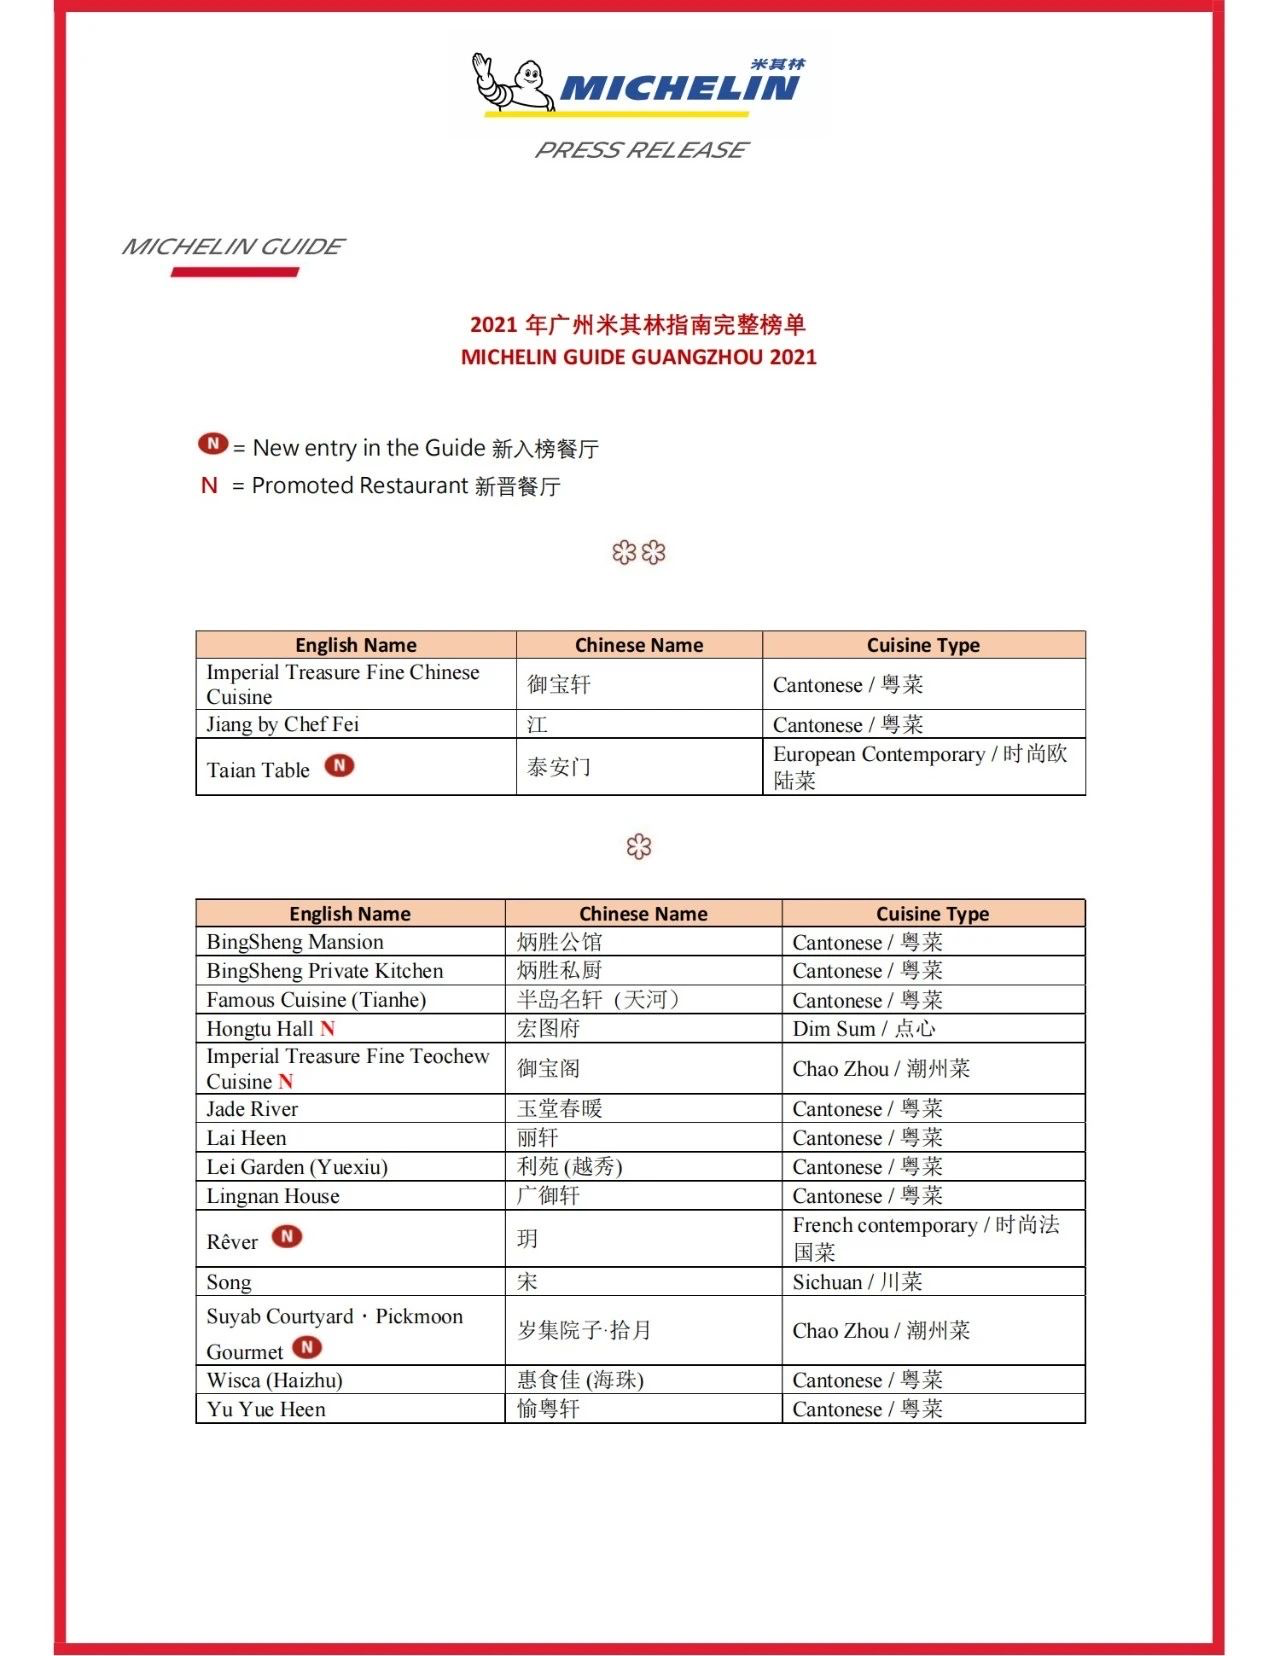 米其林
MICHELIN
PRESS RELEASE
MICHELIN GUIDE
2021 年广州米其林指南完整榜单
MICHELIN GUIDE GUANGZHOU 2021
N = New entry in the Guide 新入榜餐厅
N = Promoted Restaurant 新晋餐厅
English Name Chinese Name Cuisine Type
Imperial Treasure Fine Chinese
Cuisine 御宝轩 Cantonese / 粤菜
Jiang by Chef Fei 江 Cantonese / 粤菜
Taian Table N 泰安门 European Contemporary / 时尚欧
陆菜
English Name Chinese Name Cuisine Type
BingSheng Mansion 炳胜公馆 Cantonese / 粤菜
BingSheng Private Kitchen 炳胜私厨 Cantonese / 粤菜
Famous Cuisine (Tianhe) 半岛名轩（天河） Cantonese / 粤菜
Hongtu Hall N 宏图府 Dim Sum / 点心
Imperial Treasure Fine Teochew
Cuisine N 御宝阁 Chao Zhou / 潮州菜
Jade River 玉堂春暖 Cantonese / 粤菜
Lai Heen 丽轩 Cantonese / 粤菜
Lei Garden (Yuexiu) 利苑 (越秀) Cantonese / 粤菜
Lingnan House 广御轩 Cantonese / 粤菜
Rêver N 玥 French contemporary / 时尚法
国菜
Song 宋 Sichuan / 川菜
Suyab Courtyard・Pickmoon
Gourmet N 岁集院子·拾月 Chao Zhou / 潮州菜
Wisca (Haizhu) 惠食佳 (海珠) Cantonese / 粤菜
Yu Yue Heen 愉粤轩 Cantonese / 粤菜